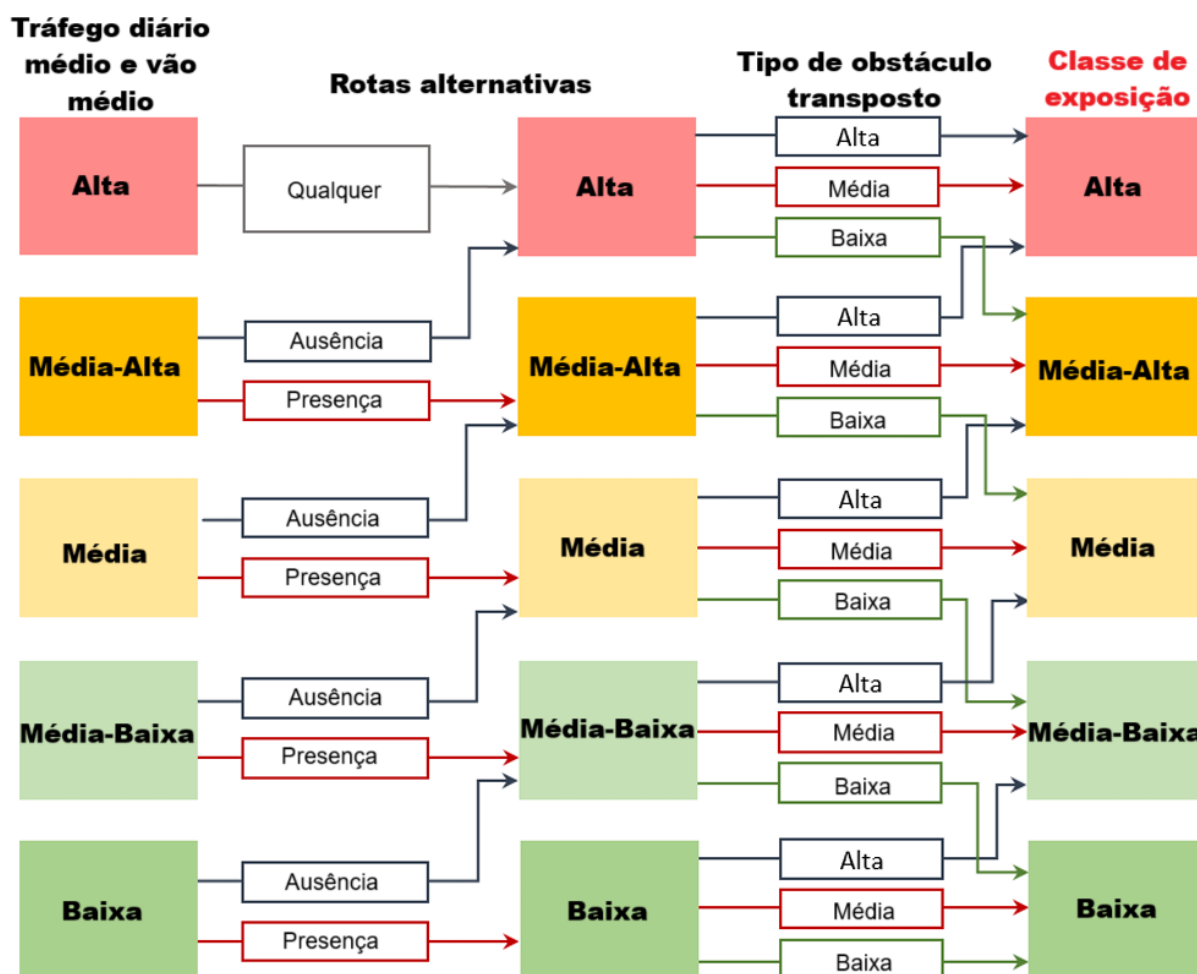 Tráfego diário
médio e vão
médio
Rotas alternativas
Tipo de obstáculo
transposto
Classe de
exposição
Alta
Qualquer
Alta
Alta
Média
Baixa
Alta
Média-Alta
Ausência
Presença
Média-Alta
Alta
Média
Baixa
Média-Alta
Média
Ausência
Presença
Média
Alta
Média
Baixa
Média
Média-Baixa
Ausência
Presença
Média-Baixa
Alta
Média
Baixa
Média-Baixa
Baixa
Ausência
Presença
Baixa
Alta
Média
Baixa
Baixa